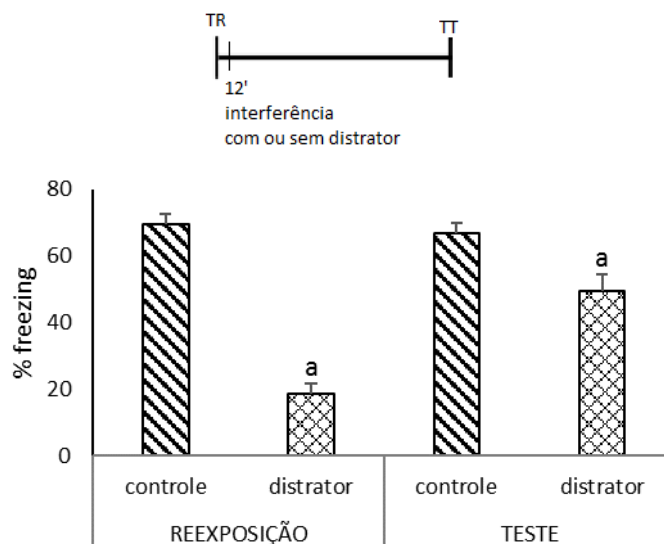 TR
TT
12'
interferência
com ou sem distrator
80
60
40
20
0
% freezing
a
a
controle
distrator
controle
distrator
REEXPOSIÇÃO
TESTE